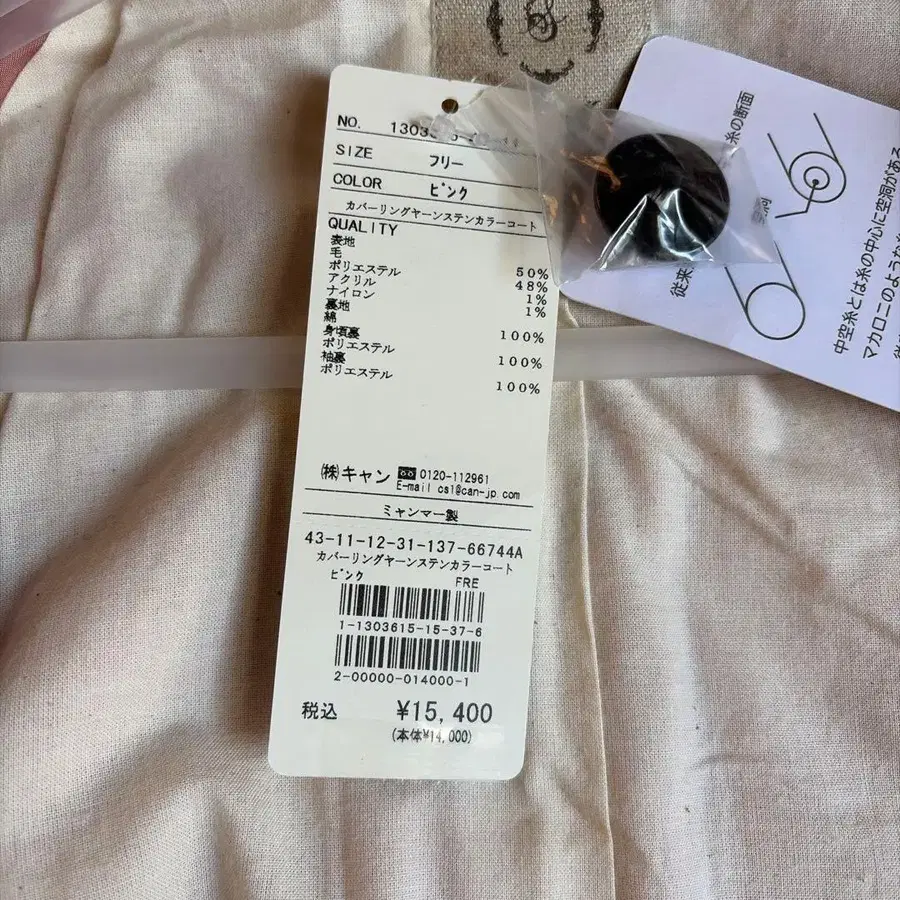 NO.
SIZE フリー
COLOR ピンク
カバーリングヤーンステンカラーコート
QUALITY
表地
毛 50%
ポリエステル 48%
アクリル 1%
ナイロン 1%
裏地
綿 100%
身頃裏
ポリエステル 100%
袖裏
ポリエステル 100%
㈱キャン 0120-112961
E-mail cs1@can-jp.com
ミャンマー製
43-11-12-31-137-66744A
カバーリングヤーンステンカラーコート
ピンク FRE
1-1303615-15-37-6
2-00000-014000-1
税込 ¥15,400
(本体¥14,000)
糸の断面
空洞
従来
中空糸とは糸の中心に空洞がある
マカロニのような